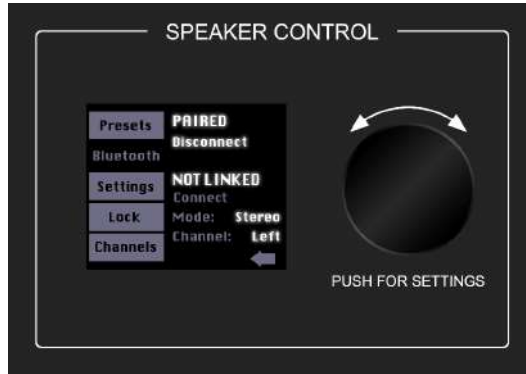 SPEAKER CONTROL
Presets
Bluetooth
Settings
Lock
Channels
PAIRED
Disconnect
NOT LINKED
Connect
Mode: Stereo
Channel: Left
PUSH FOR SETTINGS